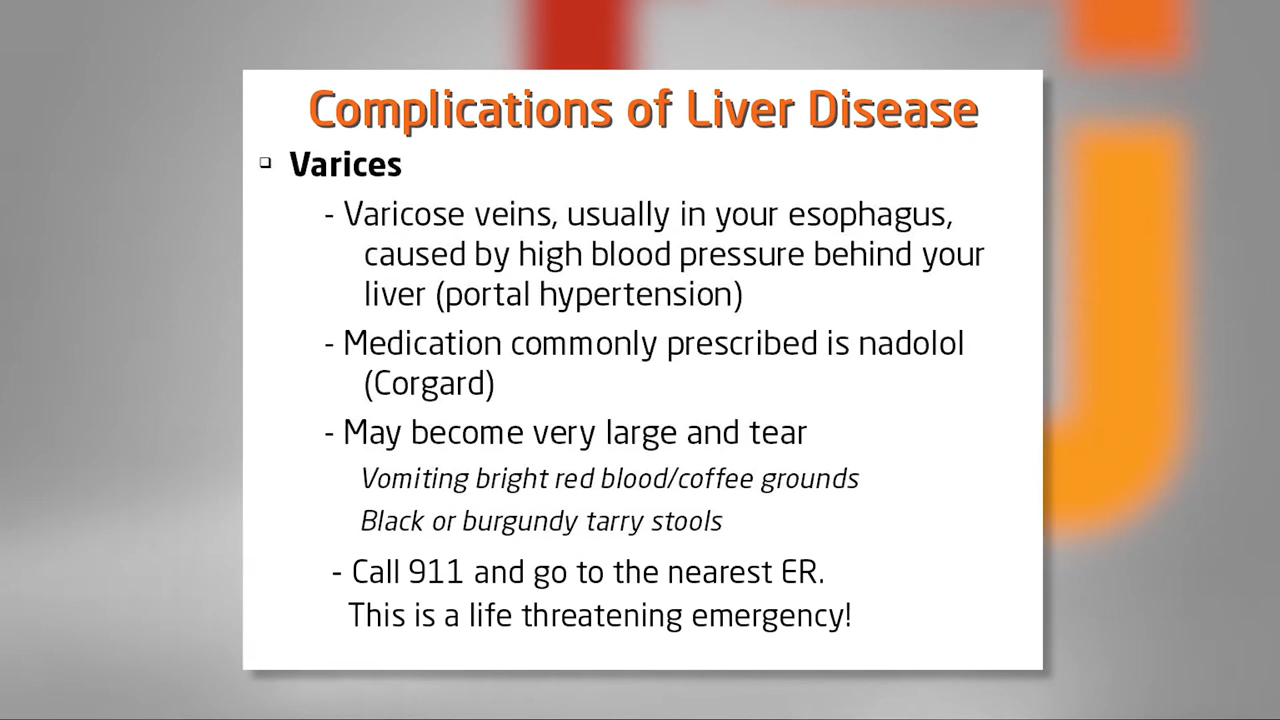 Complications of Liver Disease
❑ Varices
- Varicose veins, usually in your esophagus,
caused by high blood pressure behind your
liver (portal hypertension)
- Medication commonly prescribed is nadolol
(Corgard)
- May become very large and tear
Vomiting bright red blood/coffee grounds
Black or burgundy tarry stools
- Call 911 and go to the nearest ER.
This is a life threatening emergency!